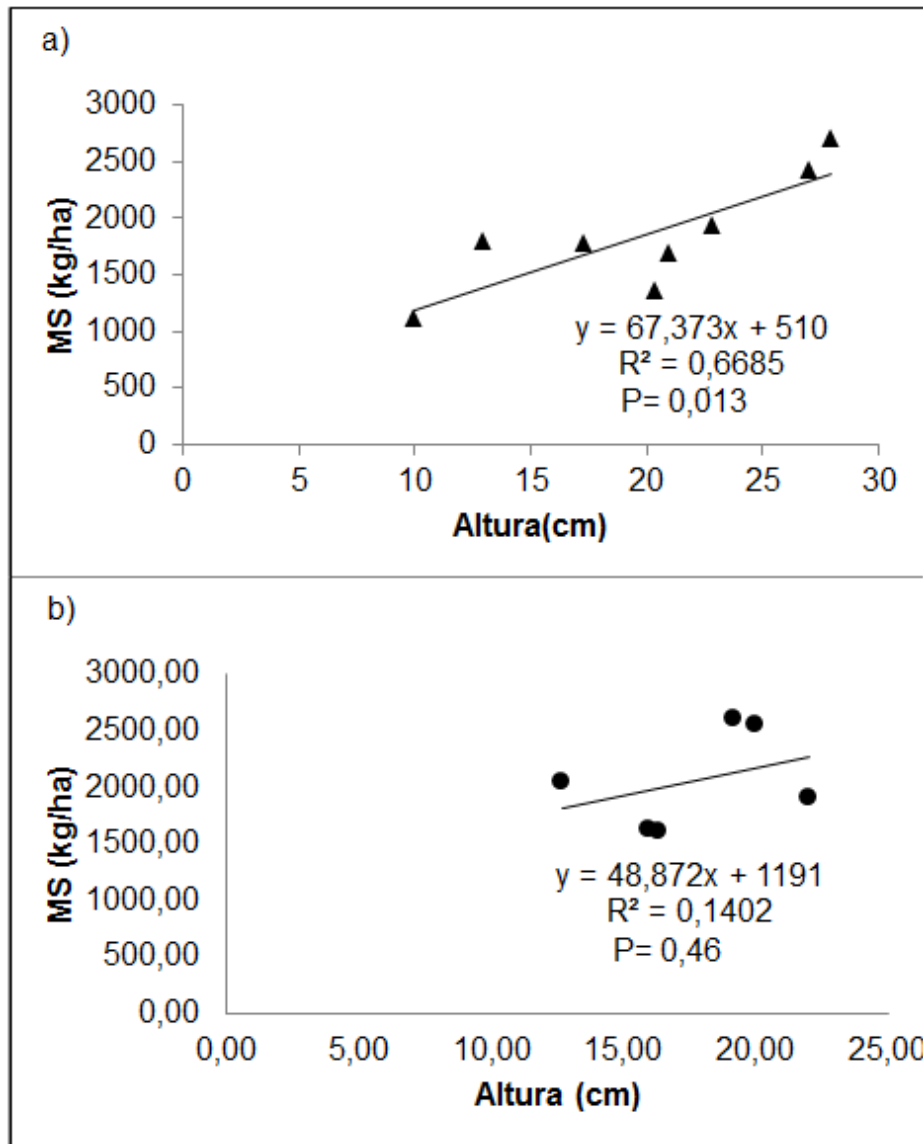 a)
3000
2500
2000
1500
1000
500
0
MS (kg/ha)
y = 67,373x + 510
R² = 0,6685
P= 0,013
0 5 10 15 20 25 30
Altura(cm)
b)
3000,00
2500,00
2000,00
1500,00
1000,00
500,00
0,00
MS (kg/ha)
y = 48,872x + 1191
R² = 0,1402
P= 0,46
0,00 5,00 10,00 15,00 20,00 25,00
Altura (cm)